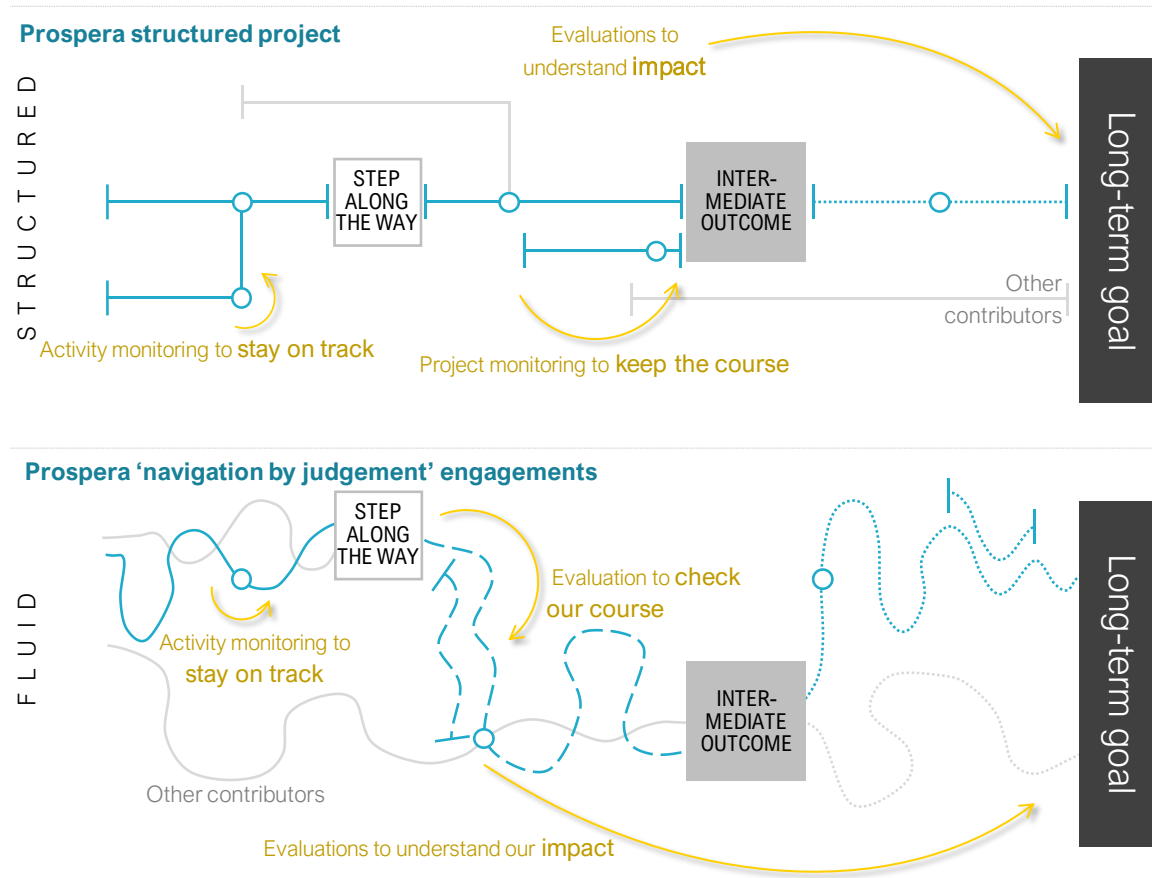 Prospera structured project
Evaluations to
understand impact
STRUCTURED
STEP
ALONG
THE WAY
INTER-
MEDIATE
OUTCOME
Long-term goal
Other
contributors
Activity monitoring to stay on track
Project monitoring to keep the course
Prospera ‘navigation by judgement’ engagements
FLUID
STEP
ALONG
THE WAY
Evaluation to check
our course
Activity monitoring to
stay on track
INTER-
MEDIATE
OUTCOME
Long-term goal
Other contributors
Evaluations to understand our impact